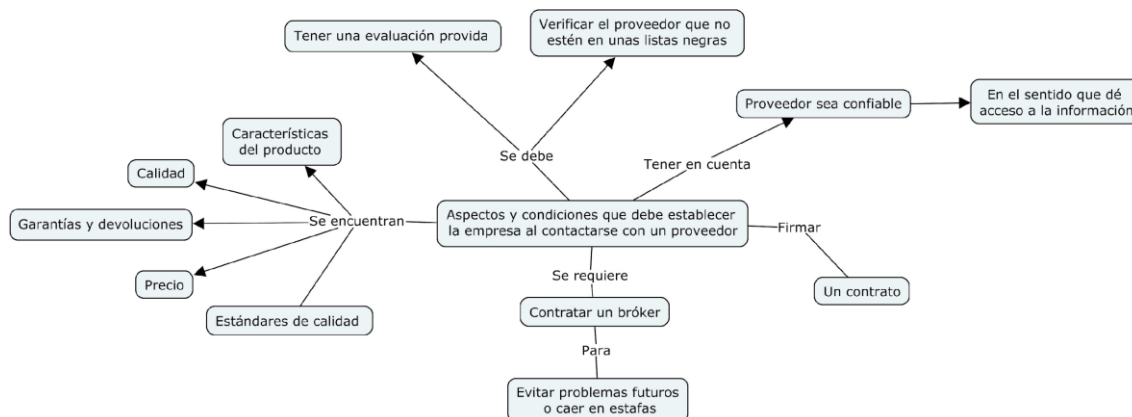 Verificar el proveedor que no
estén en unas listas negras
Tener una evaluación provida
En el sentido que dé
acceso a la información
Proveedor sea confiable
Características
del producto
Se debe
Tener en cuenta
Calidad
Aspectos y condiciones que debe establecer
la empresa al contactarse con un proveedor
Se encuentran
Garantías y devoluciones
Firmar
Se requiere
Precio
Un contrato
Contratar un bróker
Estándares de calidad
Para
Evitar problemas futuros
o caer en estafas